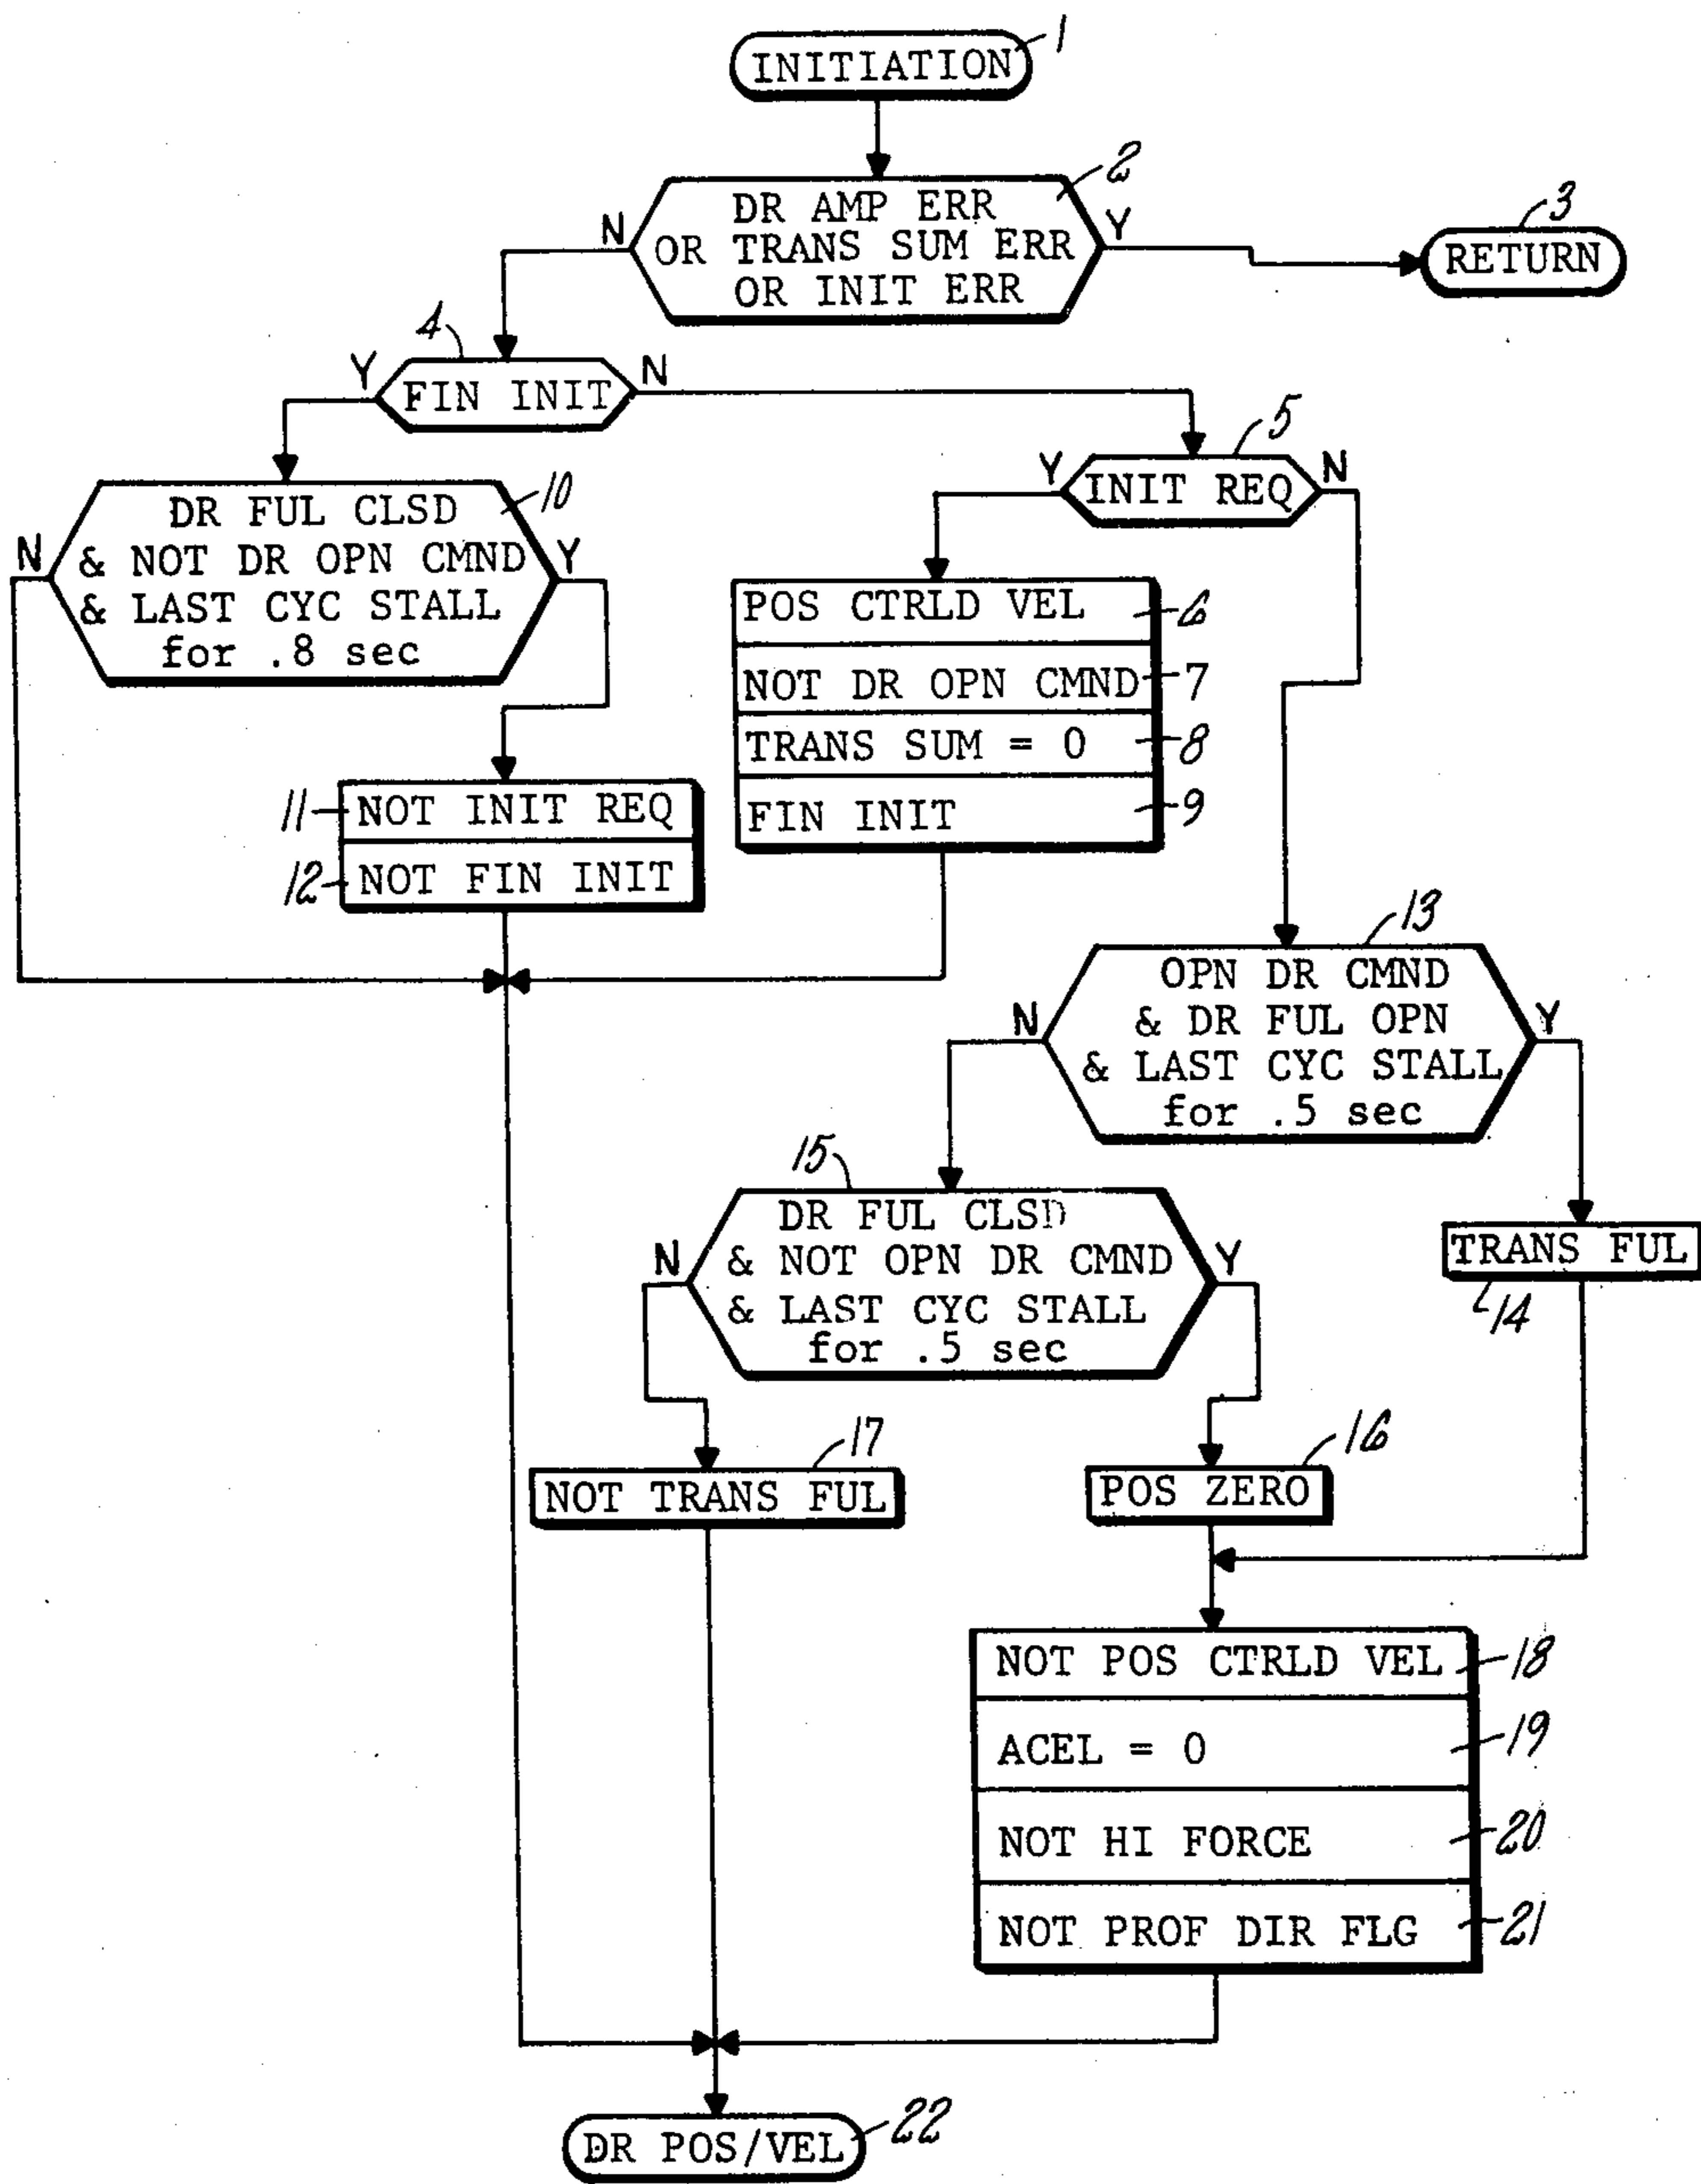 INITIATION
1
DR AMP ERR
OR TRANS SUM ERR
OR INIT ERR
2
N
Y
RETURN
3
FIN INIT
4
Y
N
INIT REQ
5
Y
N
DR FUL CLSD
& NOT DR OPN CMND
& LAST CYC STALL
for .8 sec
10
N
Y
POS CTRLD VEL
6
NOT DR OPN CMND
7
TRANS SUM = 0
8
FIN INIT
9
11
NOT INIT REQ
12
NOT FIN INIT
13
OPN DR CMND
& DR FUL OPN
& LAST CYC STALL
for .5 sec
N
Y
15
DR FUL CLSD
& NOT OPN DR CMND
& LAST CYC STALL
for .5 sec
N
Y
TRANS FUL
14
17
NOT TRANS FUL
16
POS ZERO
NOT POS CTRLD VEL
18
ACEL = 0
19
NOT HI FORCE
20
NOT PROF DIR FLG
21
DR POS/VEL
22